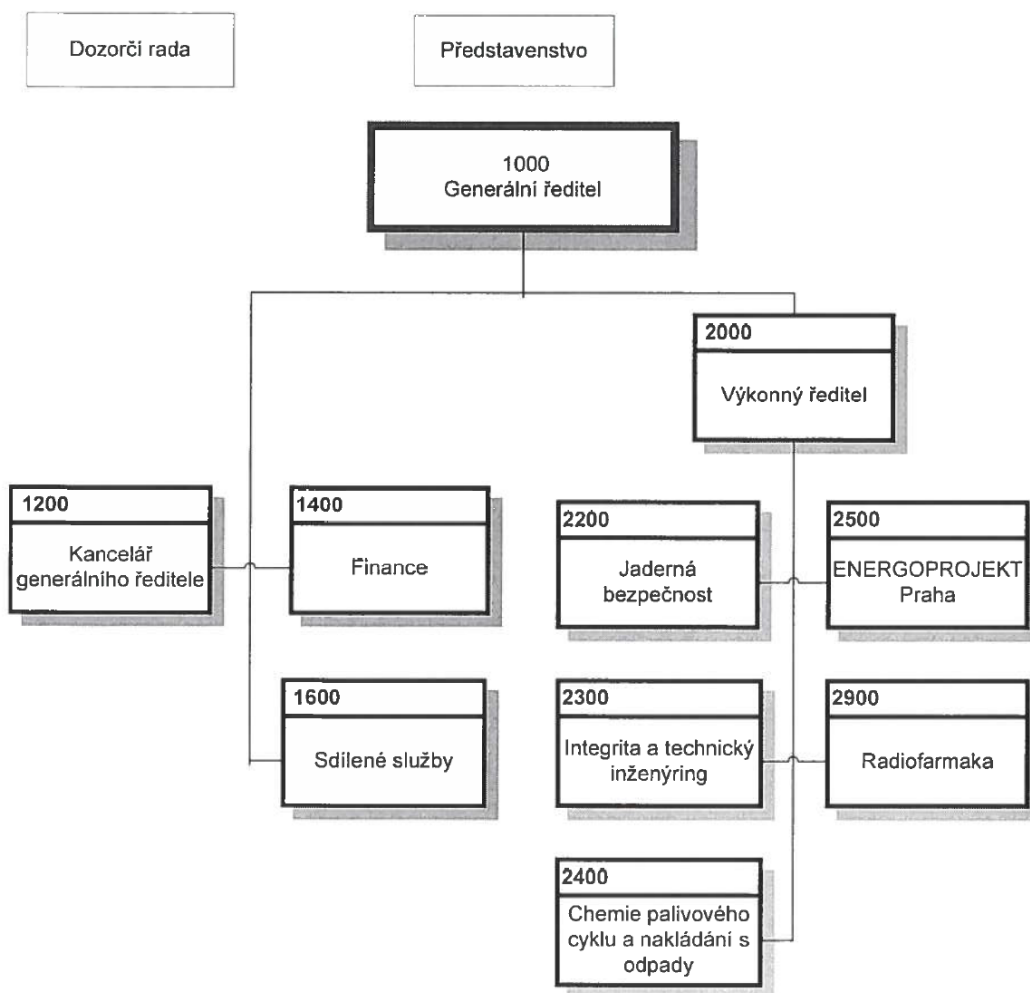 Dozorčí rada
Představenstvo
1000
Generální ředitel
2000
Výkonný ředitel
1200
Kancelář
generálního ředitele
1400
Finance
2200
Jaderná
bezpečnost
2500
ENERGOPROJEKT
Praha
1600
Sdílené služby
2300
Integrita a technický
inženýring
2900
Radiofarmaka
2400
Chemie palivového
cyklu a nakládání s
odpady